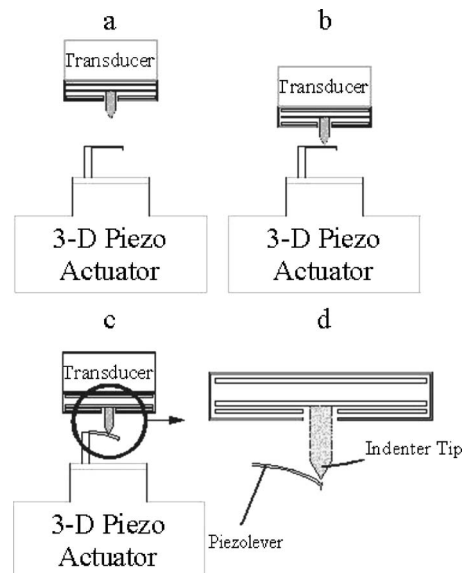 a
b
Transducer
Transducer
3-D Piezo
Actuator
3-D Piezo
Actuator
c
d
Transducer
Indenter Tip
Piezolever
3-D Piezo
Actuator